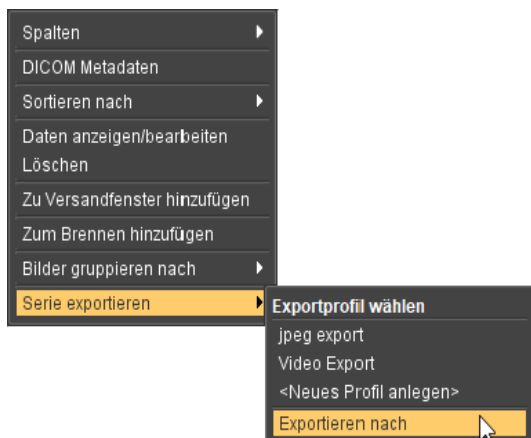 Spalten
DICOM Metadaten
Sortieren nach
Daten anzeigen/bearbeiten
Löschen
Zu Versandfenster hinzufügen
Zum Brennen hinzufügen
Bilder gruppieren nach
Serie exportieren
Exportprofil wählen
jpeg export
Video Export
<Neues Profil anlegen>
Exportieren nach